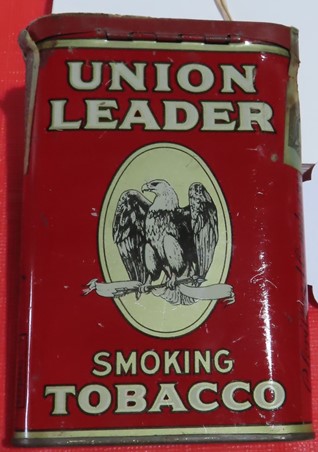 UNION
LEADER
SMOKING
TOBACCO